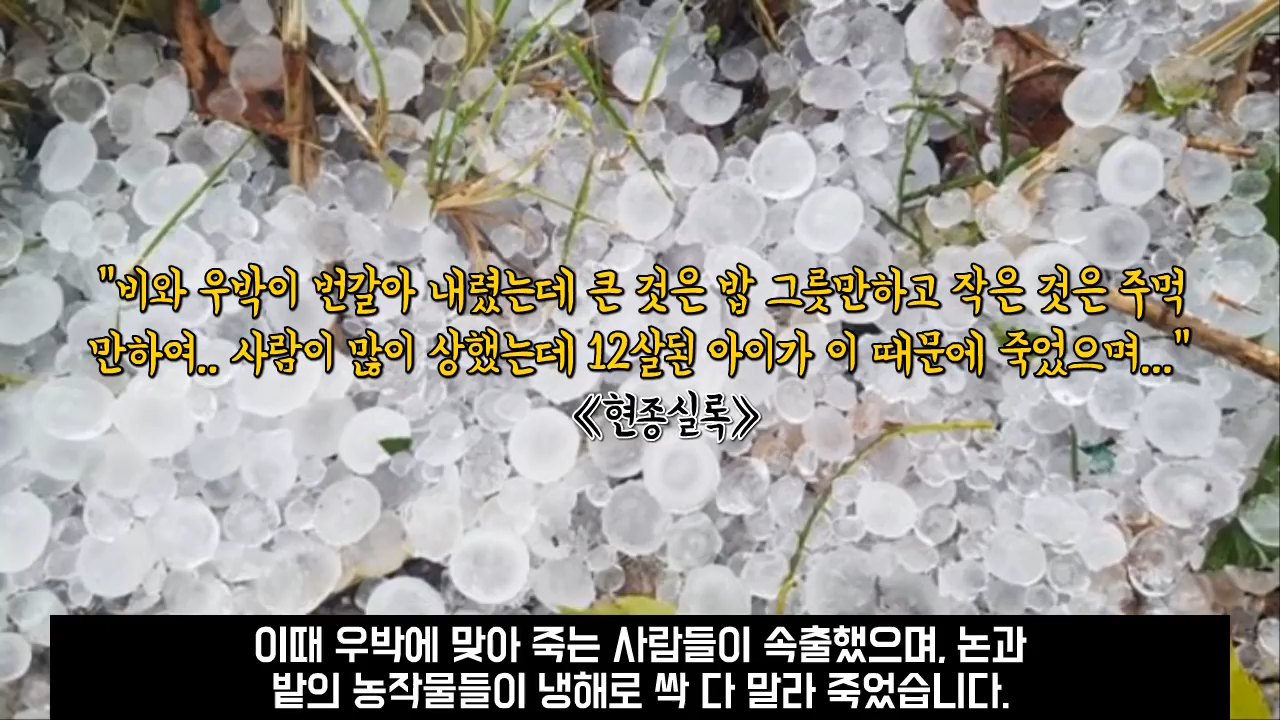 "비와 우박이 번갈아 내렸는데 큰 것은 밥 그릇만하고 작은 것은 주먹
만하여.. 사람이 많이 상했는데 12살된 아이가 이 때문에 죽었으며..."
《현종실록》
이때 우박에 맞아 죽는 사람들이 속출했으며, 논과
밭의 농작물들이 냉해로 싹 다 말라 죽었습니다.